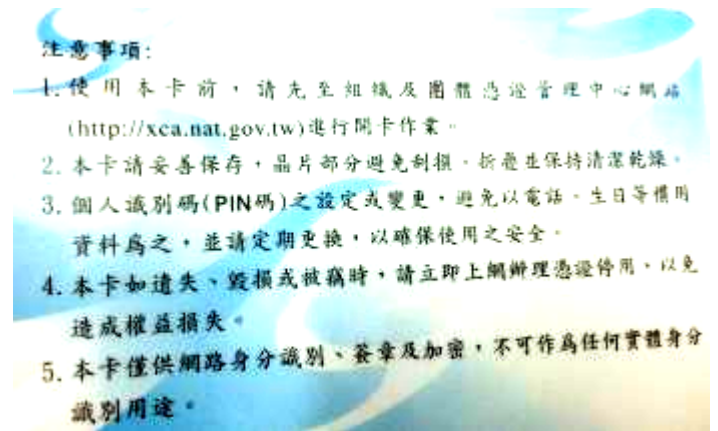 注意事項:
1. 使用本卡前，請先至組織及團體憑證管理中心網站
(http://xca.nat.gov.tw)進行開卡作業。
2. 本卡請妥善保存，晶片部分避免刮損、折疊並保持清潔乾燥。
3. 個人識別碼(PIN碼)之設定或變更，避免以電話、生日等慣用
資料為之，並請定期更換，以確保使用之安全。
4. 本卡如遺失、毀損或被竊時，請立即上網辦理憑證停用，以免
造成權益損失。
5. 本卡僅供網路身分識別、簽章及加密，不可作為任何實體身分
識別用途。